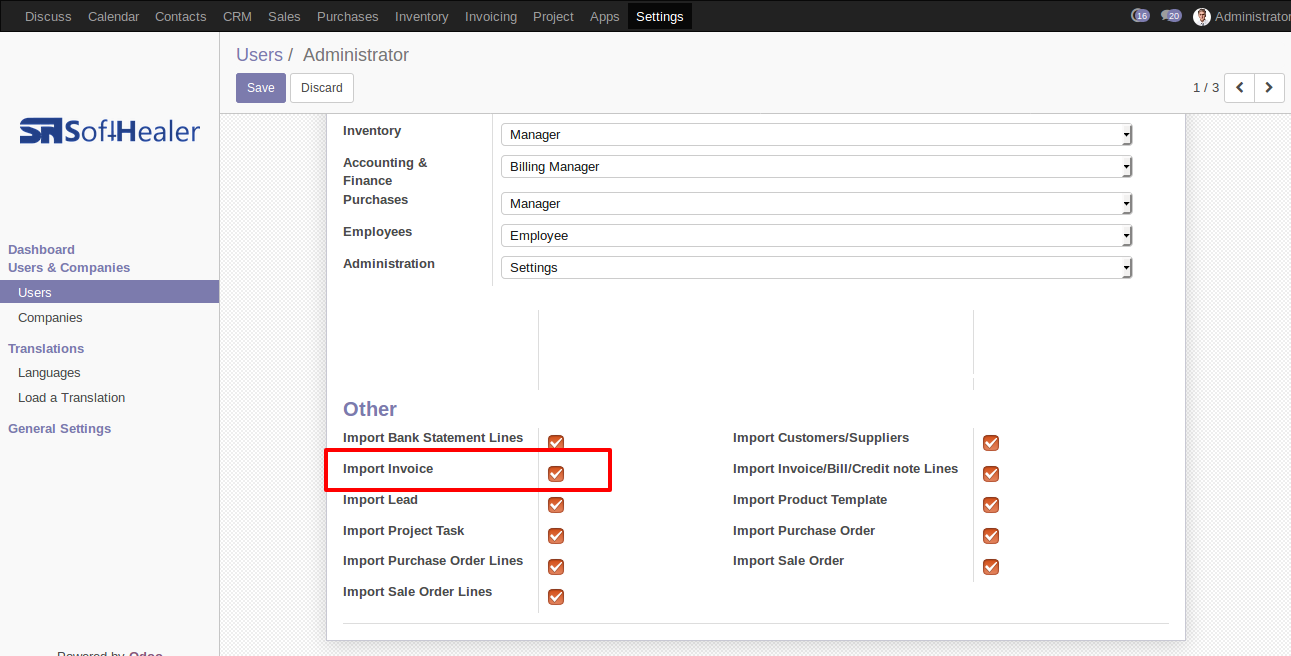 Discuss Calendar Contacts CRM Sales Purchases Inventory Invoicing Project Apps Settings 16 20 Administrator
Users / Administrator
Save Discard 1 / 3
SoftHealer
Dashboard
Users & Companies
Users
Companies
Translations
Languages
Load a Translation
General Settings
Powered by Odoo
Inventory Manager
Accounting &
Finance Billing Manager
Purchases Manager
Employees Employee
Administration Settings
Other
Import Bank Statement Lines Import Customers/Suppliers
Import Invoice Import Invoice/Bill/Credit note Lines
Import Lead Import Product Template
Import Project Task Import Purchase Order
Import Purchase Order Lines Import Sale Order
Import Sale Order Lines